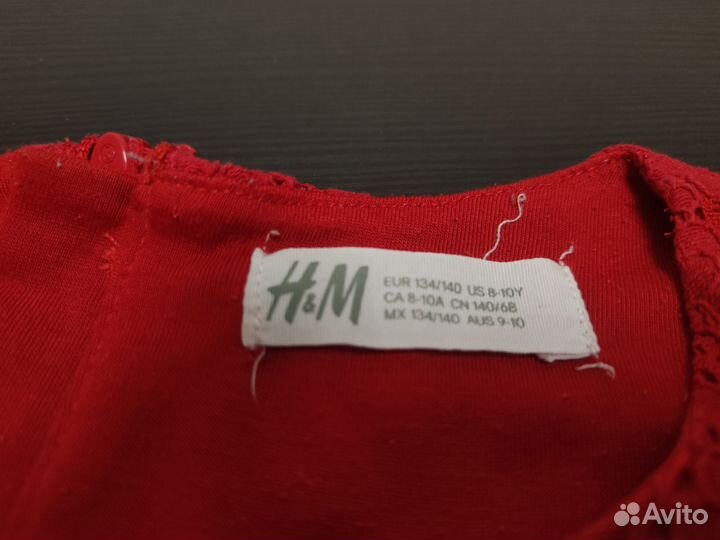 H&M
EUR 134/140 US 8-10Y
CA 8-10A CN 140/68
MX 134/140 AUS 9-10
Avito